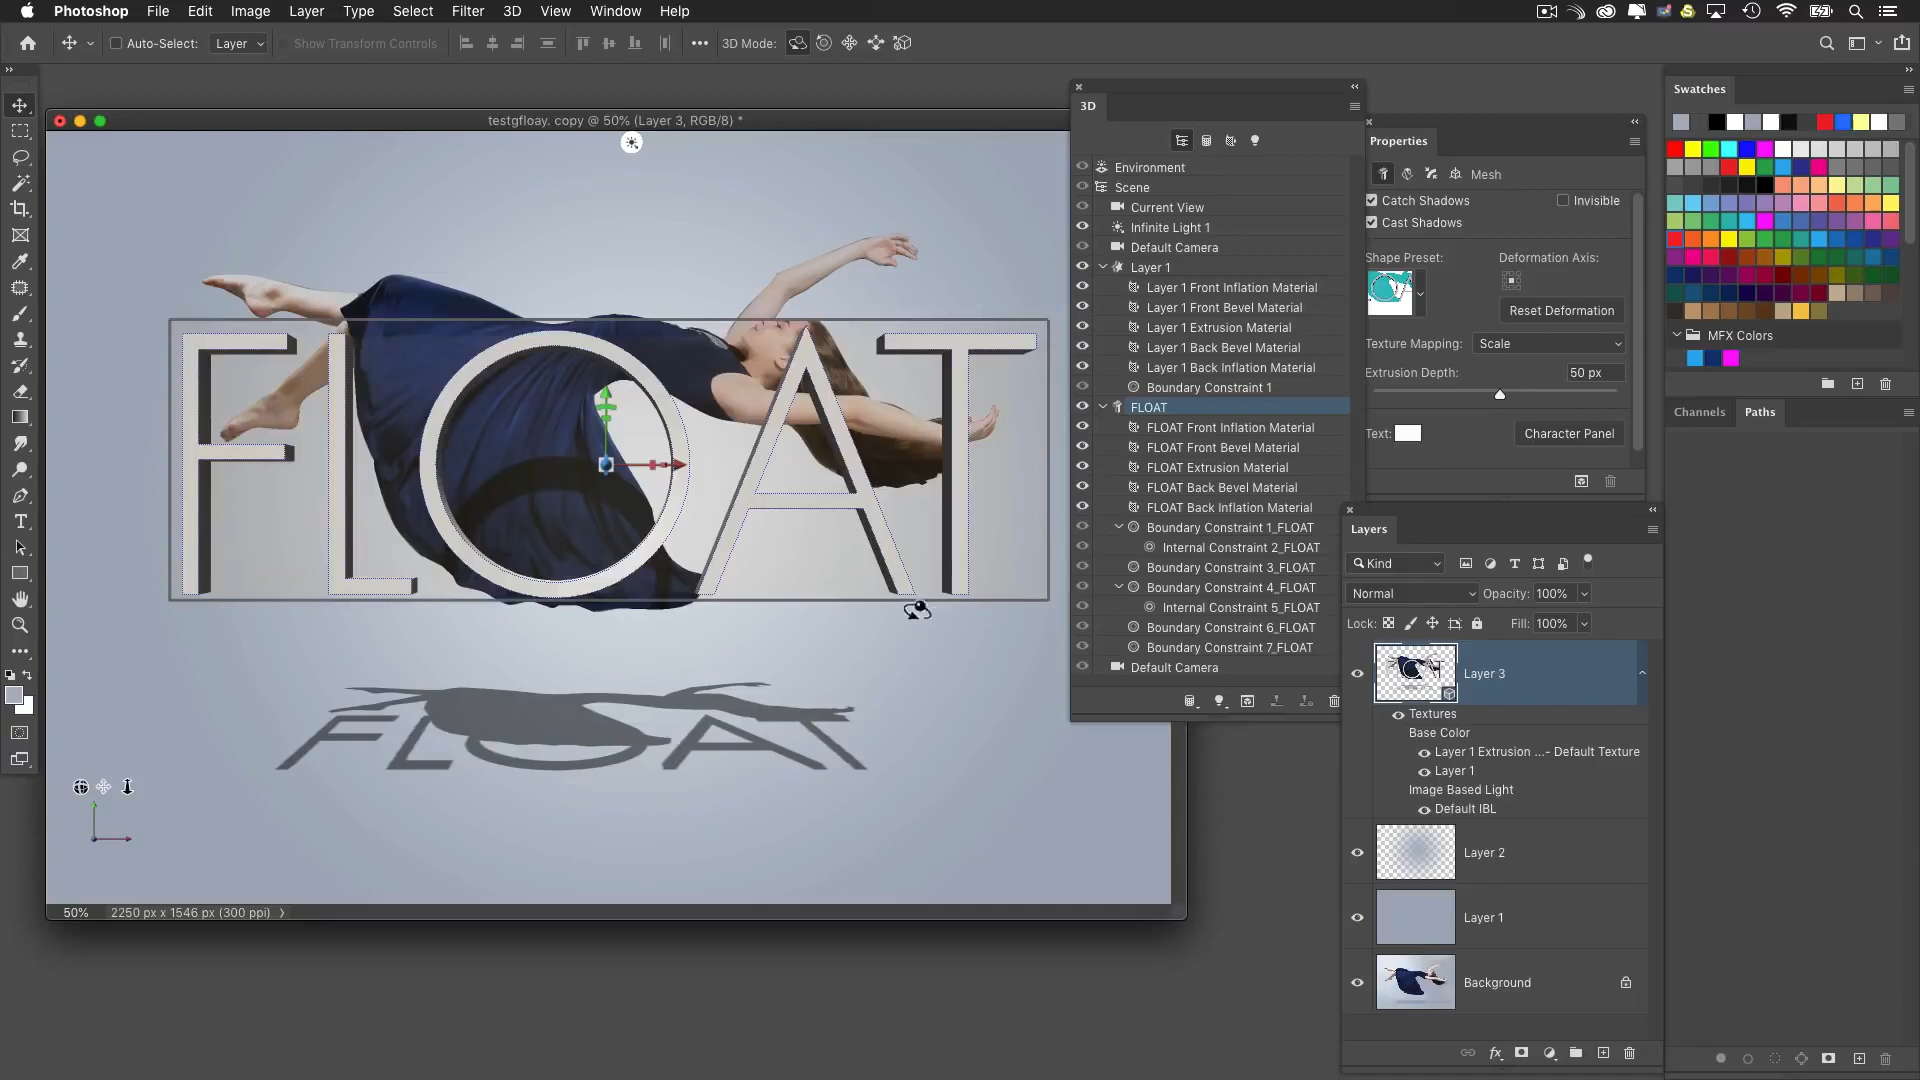 Photoshop File Edit Image Layer Type Select Filter 3D View Window Help
Auto-Select: Layer Show Transform Controls 3D Mode:
testgfloay. copy @ 50% (Layer 3, RGB/8) *
FLOAT
FLOAT
50% 2250 px x 1546 px (300 ppi)
3D
Environment
Scene
Current View
Infinite Light 1
Default Camera
Layer 1
Layer 1 Front Inflation Material
Layer 1 Front Bevel Material
Layer 1 Extrusion Material
Layer 1 Back Bevel Material
Layer 1 Back Inflation Material
Boundary Constraint 1
FLOAT
FLOAT Front Inflation Material
FLOAT Front Bevel Material
FLOAT Extrusion Material
FLOAT Back Bevel Material
FLOAT Back Inflation Material
Boundary Constraint 1_FLOAT
Internal Constraint 2_FLOAT
Boundary Constraint 3_FLOAT
Boundary Constraint 4_FLOAT
Internal Constraint 5_FLOAT
Boundary Constraint 6_FLOAT
Boundary Constraint 7_FLOAT
Default Camera
Properties
Mesh
Catch Shadows Invisible
Cast Shadows
Shape Preset: Deformation Axis:
Reset Deformation
Texture Mapping: Scale
Extrusion Depth: 50 px
Text: Character Panel
Layers
Kind
Normal Opacity: 100%
Lock: Fill: 100%
Layer 3
Textures
Base Color
Layer 1 Extrusion ...- Default Texture
Layer 1
Image Based Light
Default IBL
Layer 2
Layer 1
Background
Swatches
MFX Colors
Channels Paths